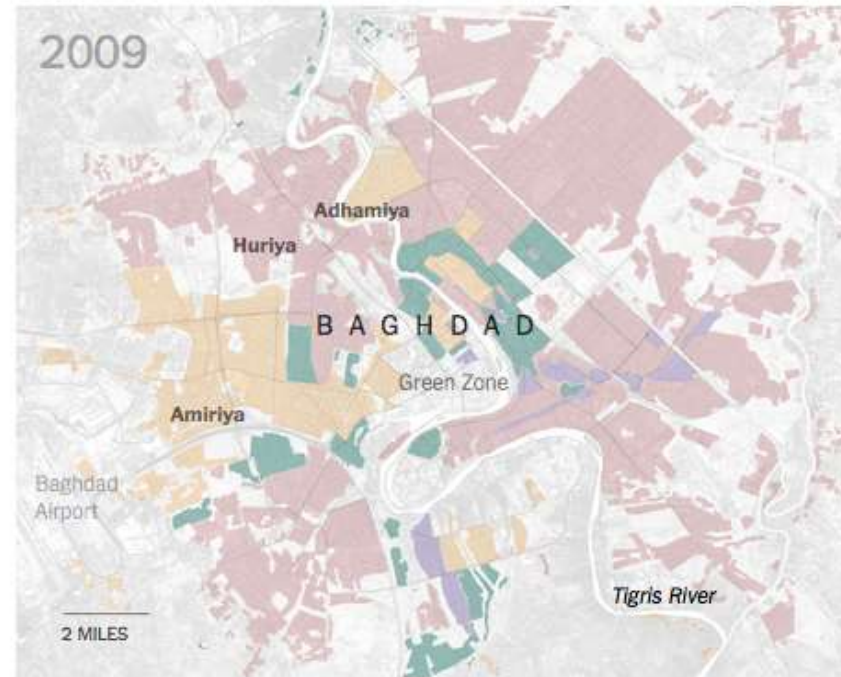 2009
Adhamiya
Huriya
B A G H D A D
Green Zone
Amiriya
Baghdad
Airport
Tigris River
2 MILES